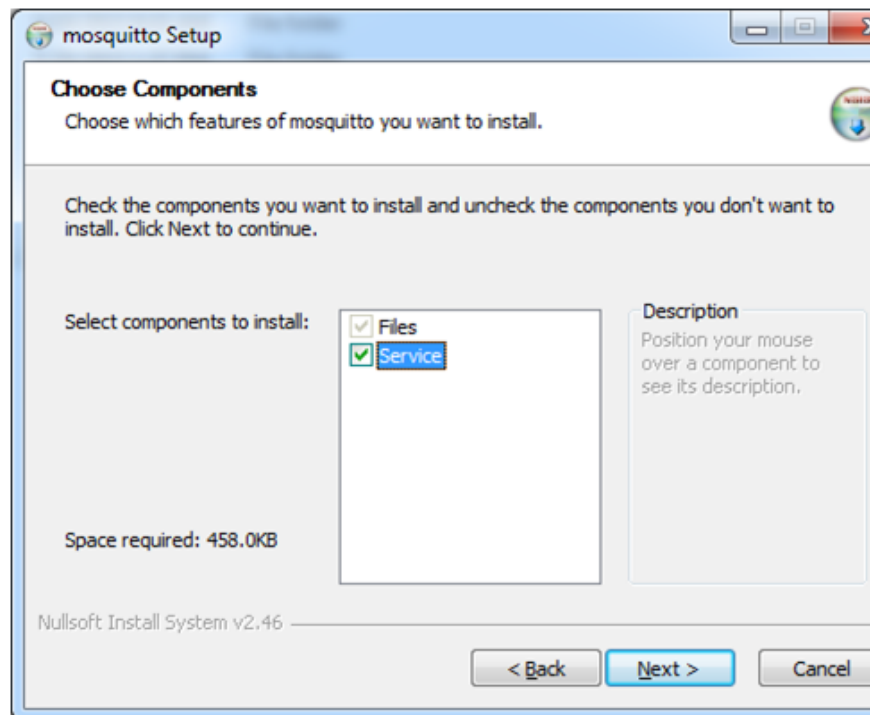 mosquitto Setup
Choose Components
Choose which features of mosquitto you want to install.
Check the components you want to install and uncheck the components you don't want to
install. Click Next to continue.
Select components to install:
Files
Service
Description
Position your mouse
over a component to
see its description.
Space required: 458.0KB
Nullsoft Install System v2.46
< Back
Next >
Cancel